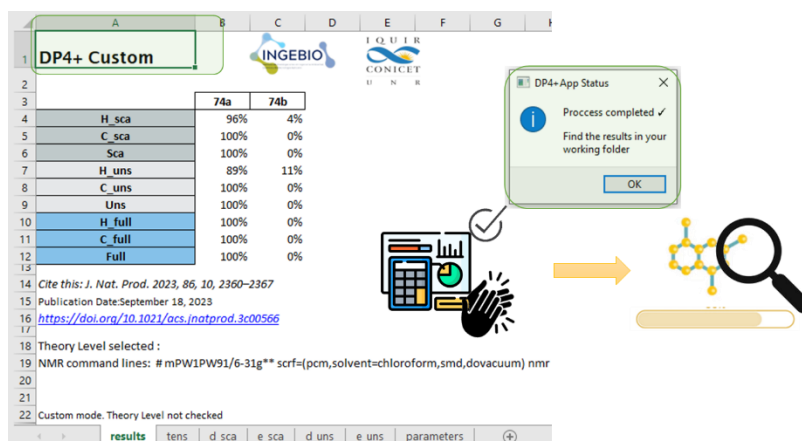 A B C D E F G H
1 DP4+ Custom
INGEBIO
I Q U I R
CONICET
U N R
2
3 74a 74b
4 H_sca 96% 4%
5 C_sca 100% 0%
6 Sca 100% 0%
7 H_uns 89% 11%
8 C_uns 100% 0%
9 Uns 100% 0%
10 H_full 100% 0%
11 C_full 100% 0%
12 Full 100% 0%
13
14 Cite this: J. Nat. Prod. 2023, 86, 10, 2360–2367
15 Publication Date:September 18, 2023
16 https://doi.org/10.1021/acs.jnatprod.3c00566
17
18 Theory Level selected :
19 NMR command lines: # mPW1PW91/6-31g** scrf=(pcm,solvent=chloroform,smd,dovacuum) nmr
20
21
22 Custom mode. Theory Level not checked
results tens d_sca e_sca d_uns e_uns parameters
DP4+App Status
Proccess completed ✓
Find the results in your
working folder
OK